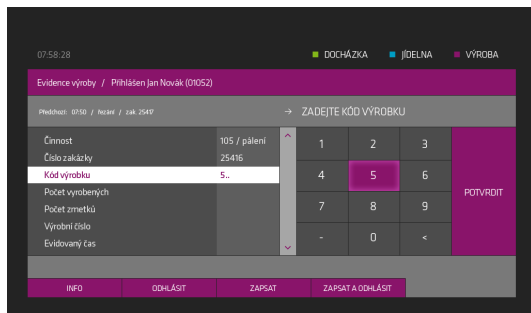 07:58:28
DOCHÁZKA
JÍDELNA
VÝROBA
Evidence výroby / Přihlášen Jan Novák (01052)
Předchozí: 07:50 / řezání / zak. 25417
→ ZADEJTE KÓD VÝROBKU
Činnost 105 / pálení
Číslo zakázky 25416
Kód výrobku 5..
Počet vyrobených
Počet zmetků
Výrobní číslo
Evidovaný čas
1 2 3
4 5 6
7 8 9
- 0 <
POTVRDIT
INFO
ODHLÁSIT
ZAPSAT
ZAPSAT A ODHLÁSIT